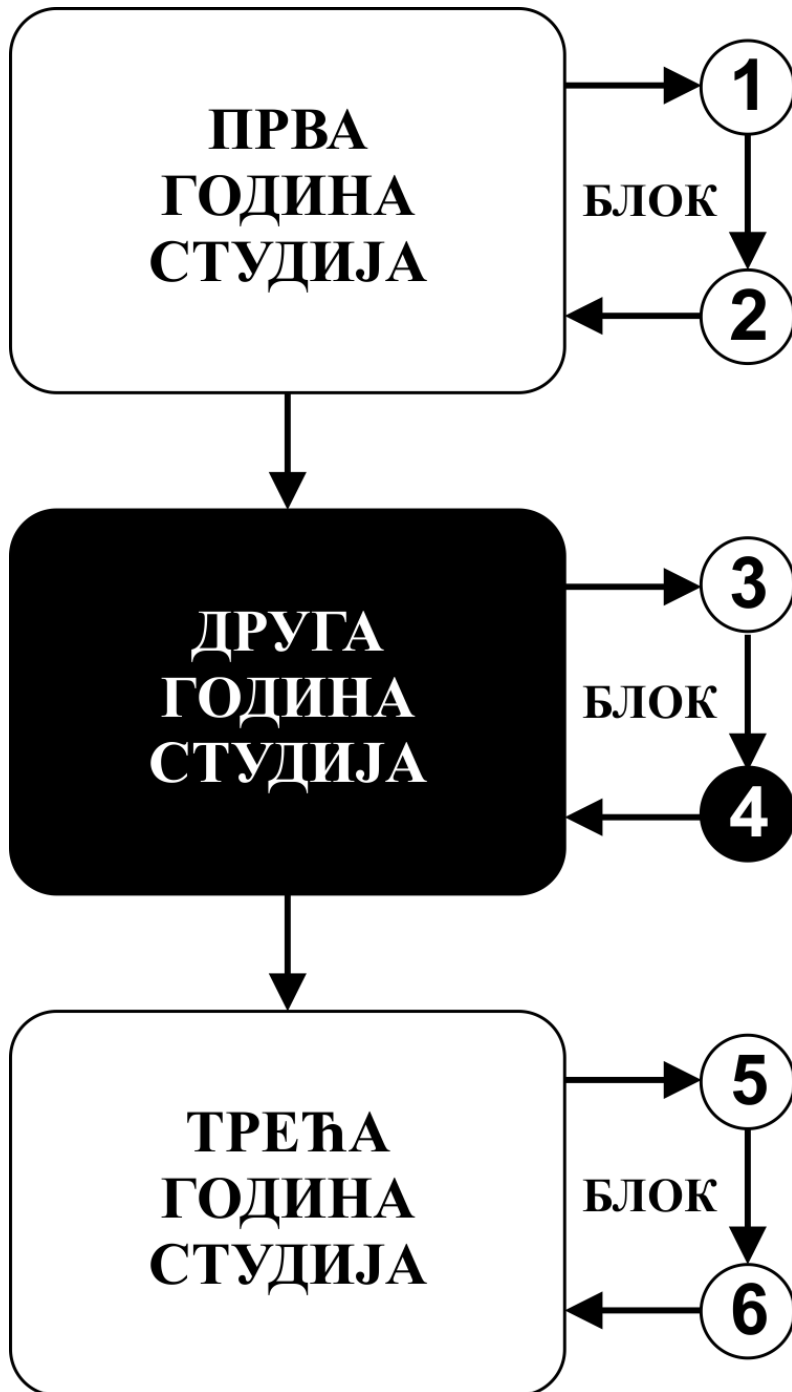 ПРВА
ГОДИНА
СТУДИЈА
1
БЛОК
2
ДРУГА
ГОДИНА
СТУДИЈА
3
БЛОК
4
ТРЕЋА
ГОДИНА
СТУДИЈА
5
БЛОК
6